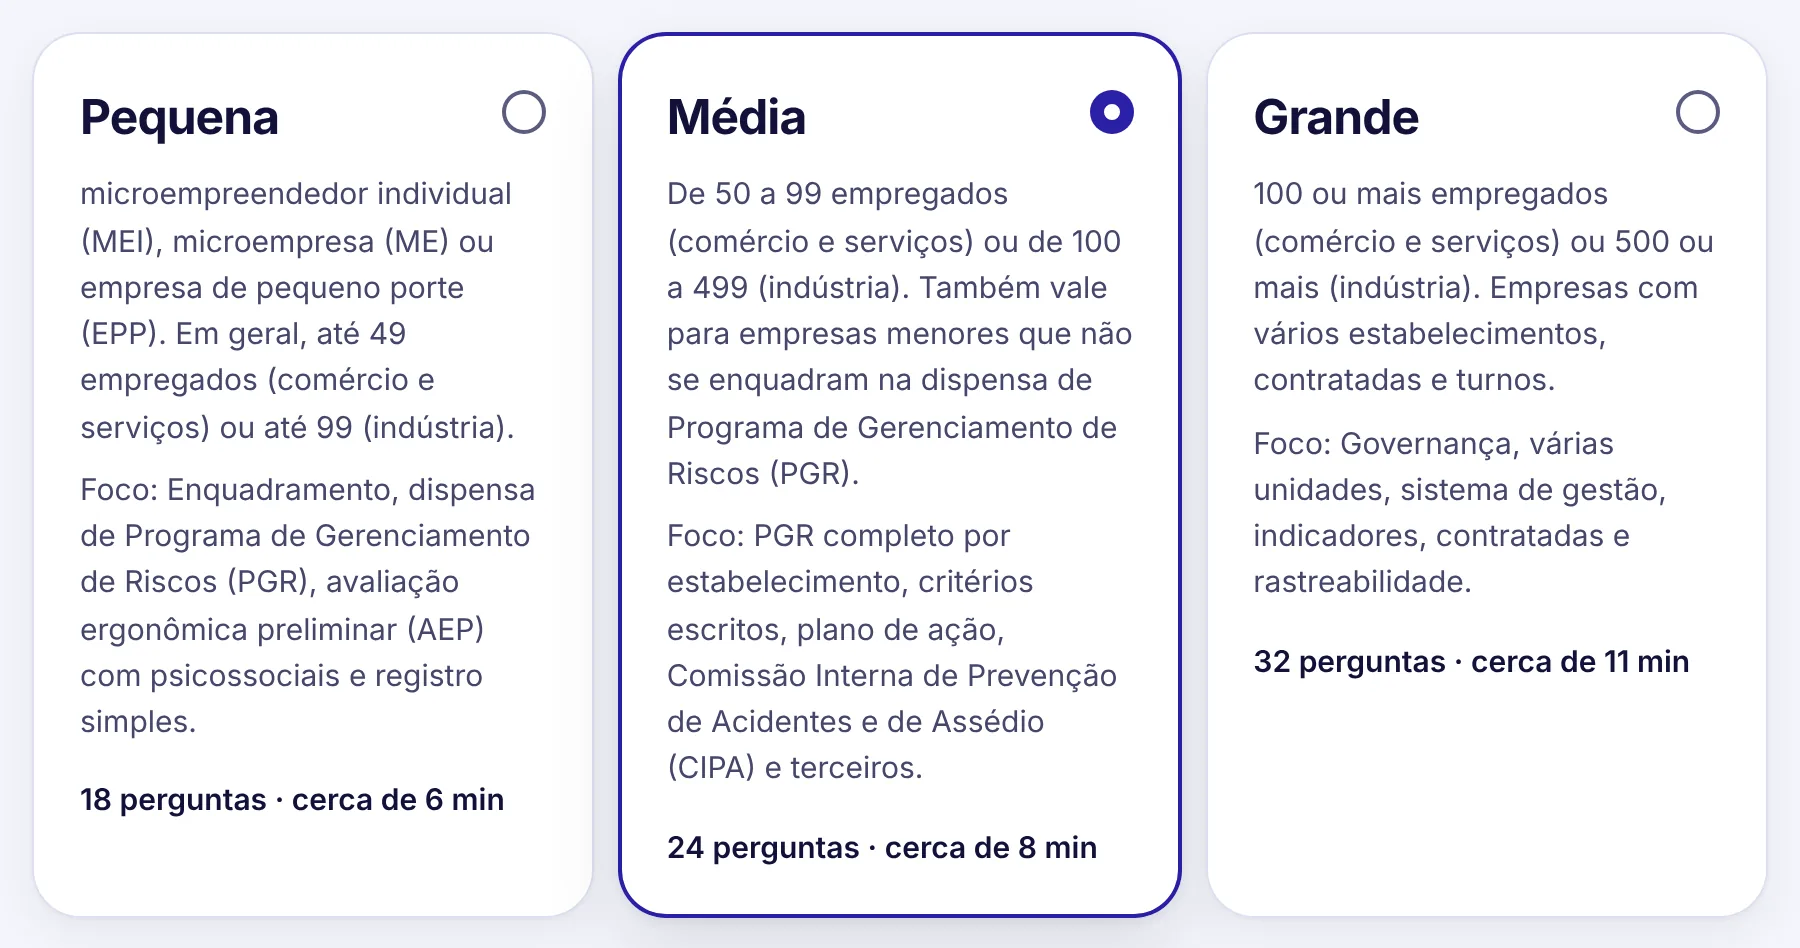 Pequena
microempreendedor individual
(MEI), microempresa (ME) ou
empresa de pequeno porte
(EPP). Em geral, até 49
empregados (comércio e
serviços) ou até 99 (indústria).
Foco: Enquadramento, dispensa
de Programa de Gerenciamento
de Riscos (PGR), avaliação
ergonômica preliminar (AEP)
com psicossociais e registro
simples.
18 perguntas · cerca de 6 min
Média
De 50 a 99 empregados
(comércio e serviços) ou de 100
a 499 (indústria). Também vale
para empresas menores que não
se enquadram na dispensa de
Programa de Gerenciamento de
Riscos (PGR).
Foco: PGR completo por
estabelecimento, critérios
escritos, plano de ação,
Comissão Interna de Prevenção
de Acidentes e de Assédio
(CIPA) e terceiros.
24 perguntas · cerca de 8 min
Grande
100 ou mais empregados
(comércio e serviços) ou 500 ou
mais (indústria). Empresas com
vários estabelecimentos,
contratadas e turnos.
Foco: Governança, várias
unidades, sistema de gestão,
indicadores, contratadas e
rastreabilidade.
32 perguntas · cerca de 11 min